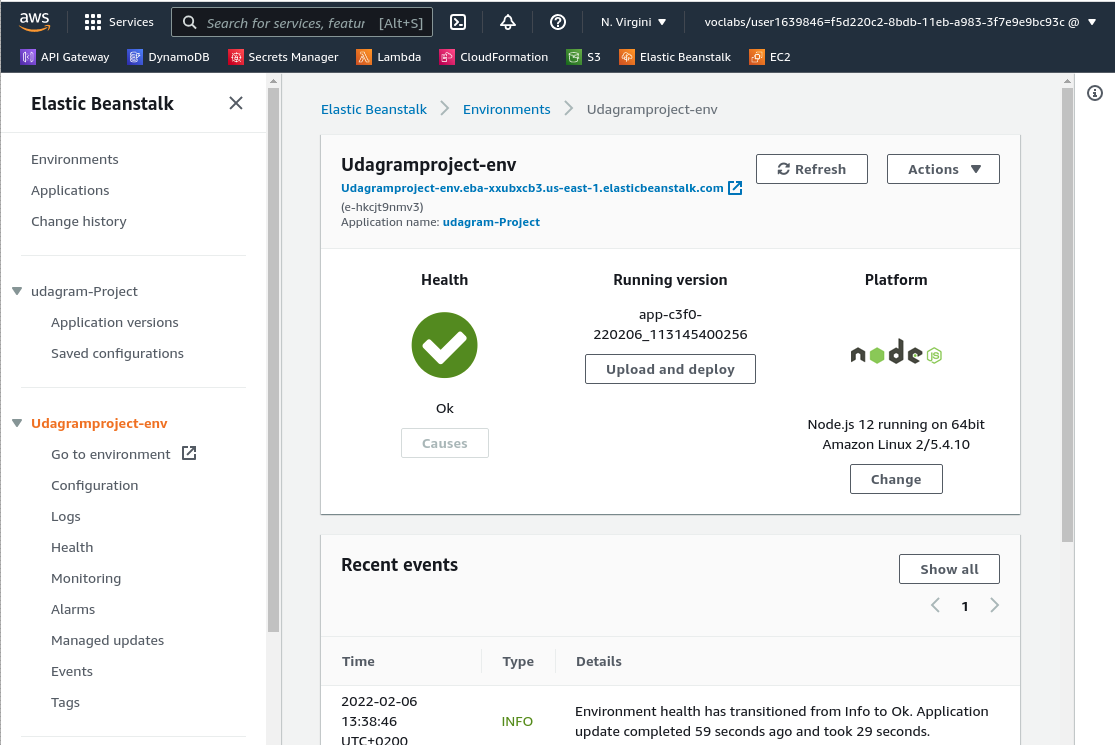 aws
Services
Search for services, featur [Alt+S]
N. Virgini
voclabs/user1639846=f5d220c2-8bdb-11eb-a983-3f7e9e9bc93c @
API Gateway
DynamoDB
Secrets Manager
Lambda
CloudFormation
S3
Elastic Beanstalk
EC2
Elastic Beanstalk
Environments
Applications
Change history
udagram-Project
Application versions
Saved configurations
Udagramproject-env
Go to environment
Configuration
Logs
Health
Monitoring
Alarms
Managed updates
Events
Tags
Elastic Beanstalk
Environments
Udagramproject-env
Udagramproject-env
Udagramproject-env.eba-xxubxcb3.us-east-1.elasticbeanstalk.com
(e-hkcjt9nmv3)
Application name: udagram-Project
Refresh
Actions
Health
Ok
Causes
Running version
app-c3f0-
220206_113145400256
Upload and deploy
Platform
node
JS
Node.js 12 running on 64bit
Amazon Linux 2/5.4.10
Change
Recent events
Show all
1
Time
Type
Details
2022-02-06
13:38:46
UTC+0200
INFO
Environment health has transitioned from Info to Ok. Application
update completed 59 seconds ago and took 29 seconds.